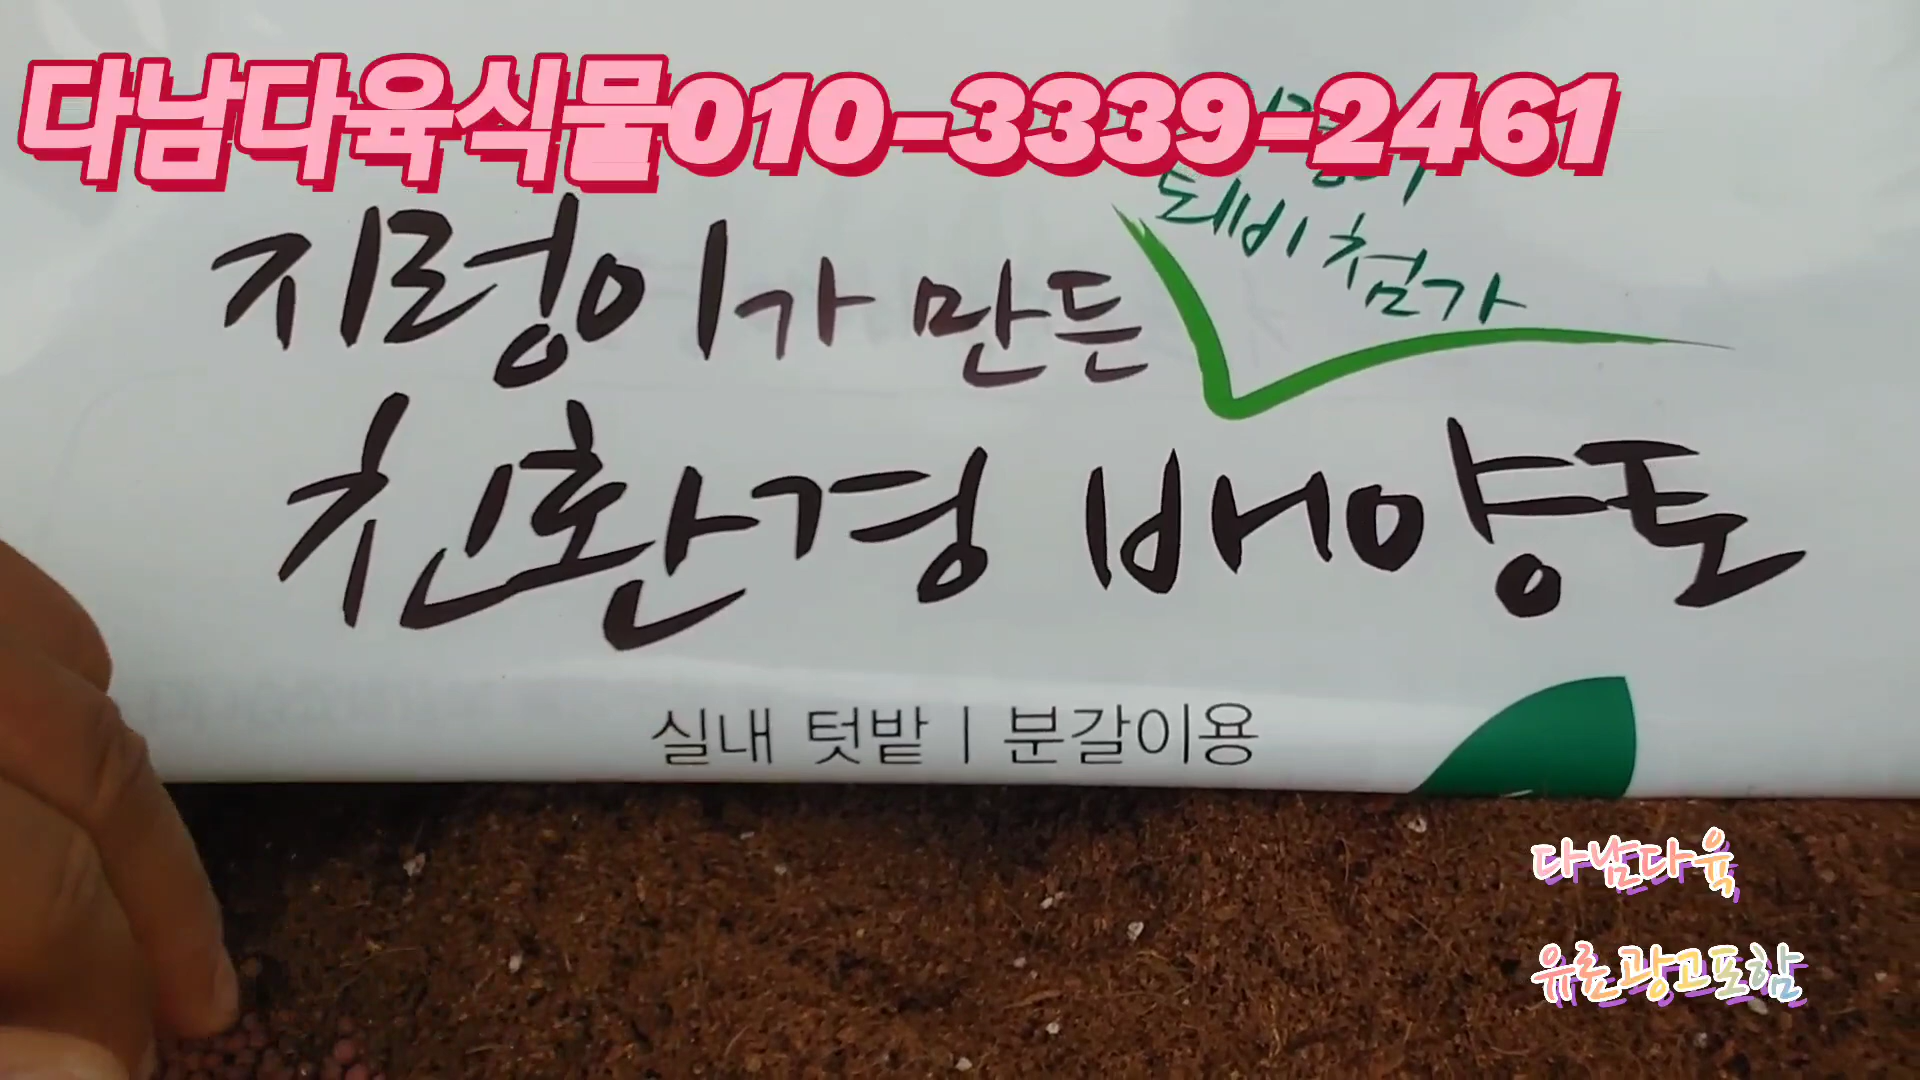 다남다육식물010-3339-2461
퇴비 첨가
지렁이가 만든
친환경 배양토
실내 텃밭 | 분갈이용
다남다육
유료광고포함